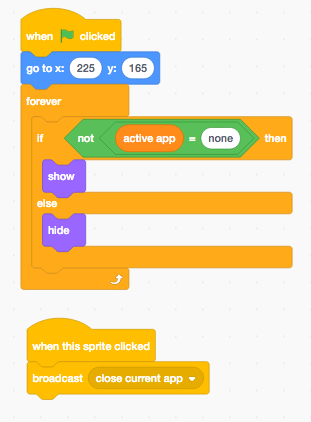 when clicked
go to x: 225 y: 165
forever
if not active app = none then
show
else
hide
when this sprite clicked
broadcast close current app